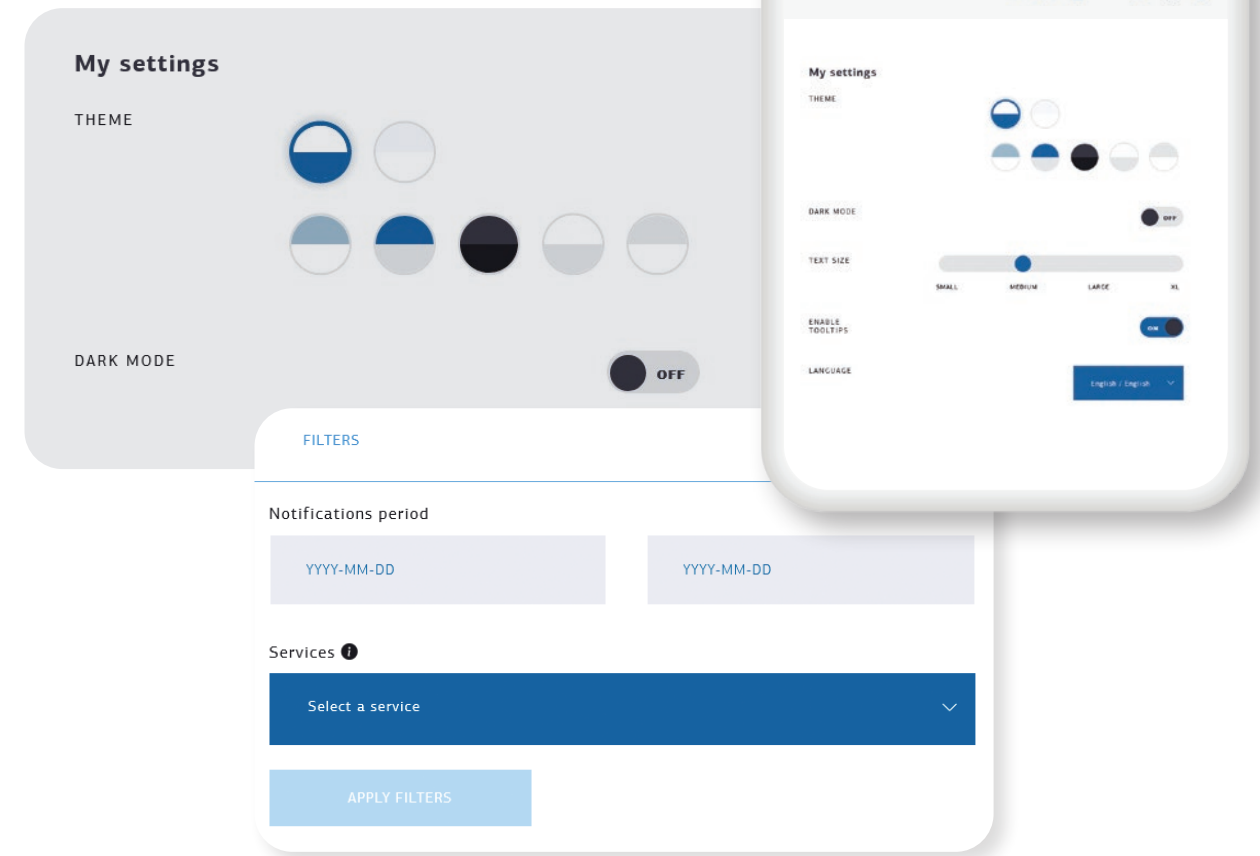 My settings
THEME
DARK MODE
OFF
My settings
THEME
DARK MODE
OFF
TEXT SIZE
SMALL MEDIUM LARGE XL
ENABLE
TOOLTIPS
ON
LANGUAGE
English / English
FILTERS
Notifications period
YYYY-MM-DD YYYY-MM-DD
Services i
Select a service
APPLY FILTERS